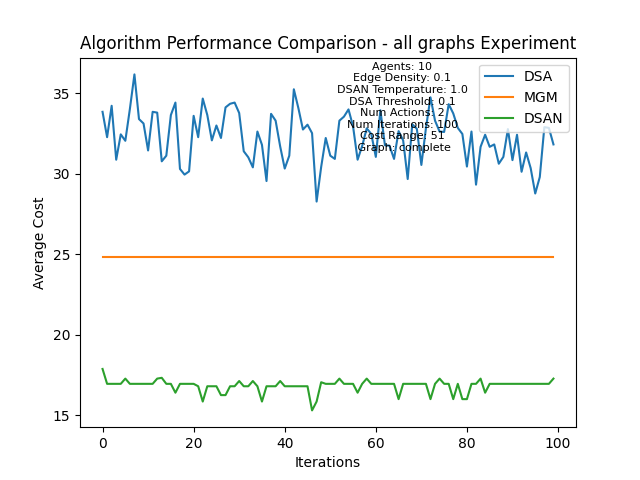 Algorithm Performance Comparison - all graphs Experiment
Agents: 10
Edge Density: 0.1
DSAN Temperature: 1.0
DSA Threshold: 0.1
Num Actions: 2
Num Iterations: 100
Cost Range: 51
Graph: complete
DSA
MGM
DSAN
Average Cost
35
30
25
20
15
0
20
40
60
80
100
Iterations